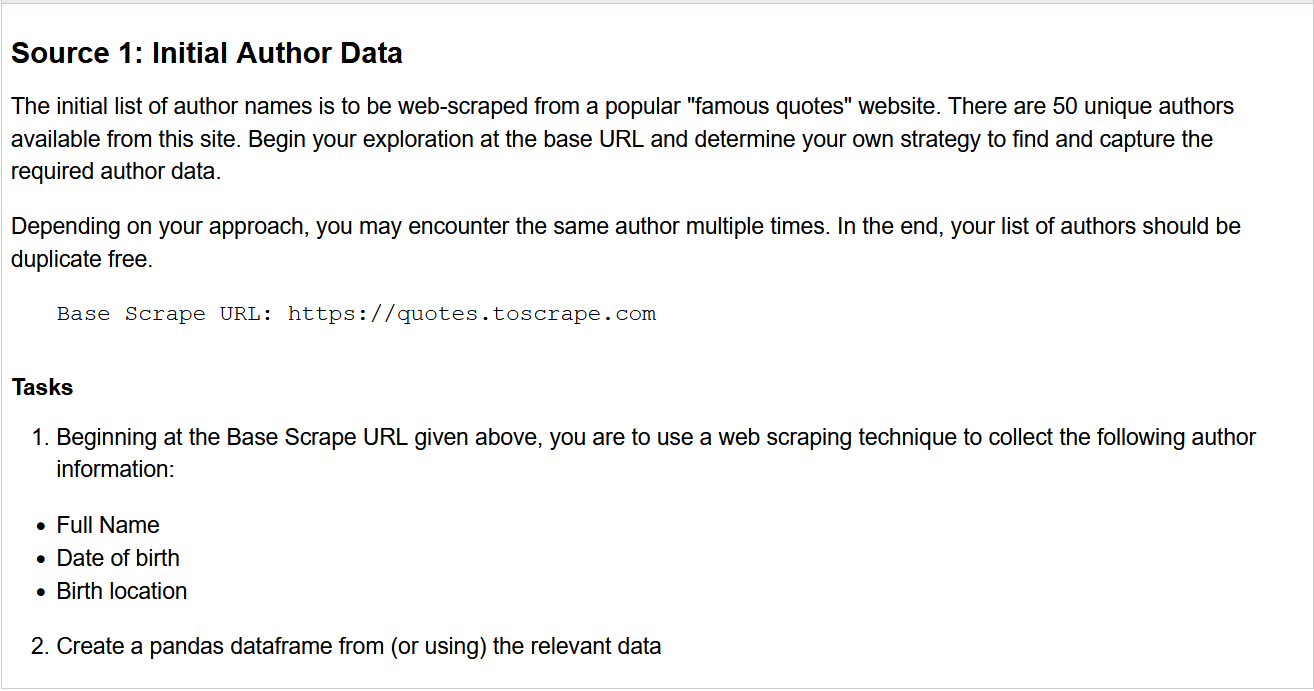 Source 1: Initial Author Data
The initial list of author names is to be web-scraped from a popular "famous quotes" website. There are 50 unique authors
available from this site. Begin your exploration at the base URL and determine your own strategy to find and capture the
required author data.
Depending on your approach, you may encounter the same author multiple times. In the end, your list of authors should be
duplicate free.
Base Scrape URL: https://quotes.toscrape.com
Tasks
1. Beginning at the Base Scrape URL given above, you are to use a web scraping technique to collect the following author
information:
• Full Name
• Date of birth
• Birth location
2. Create a pandas dataframe from (or using) the relevant data